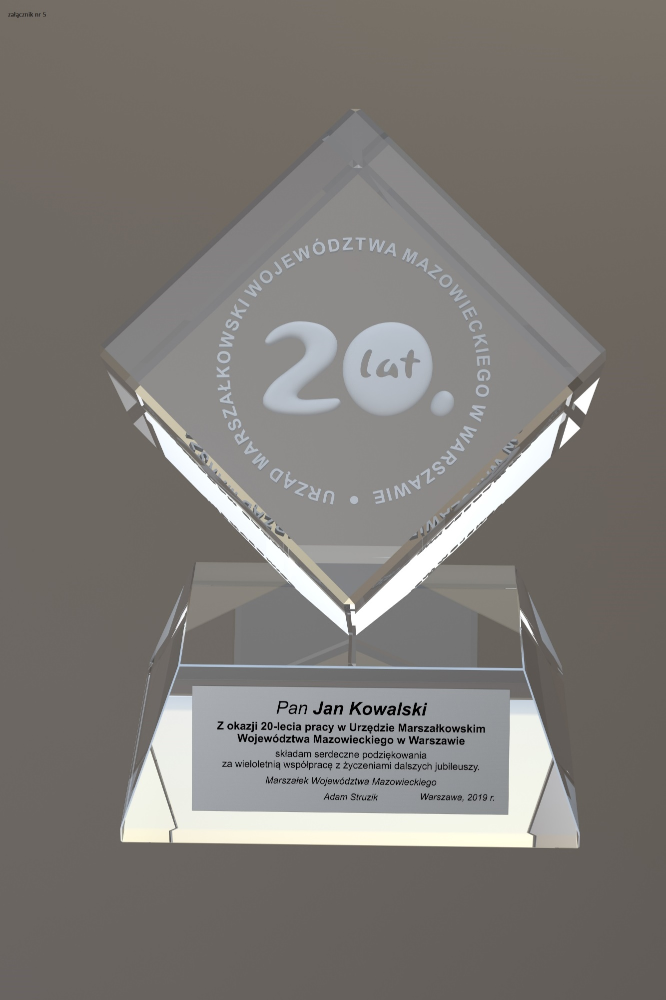 załącznik nr 5
URZĄD MARSZAŁKOWSKI WOJEWÓDZTWA MAZOWIECKIEGO W WARSZAWIE •
20 lat.
Pan Jan Kowalski
Z okazji 20-lecia pracy w Urzędzie Marszałkowskim
Województwa Mazowieckiego w Warszawie
składam serdeczne podziękowania
za wieloletnią współpracę z życzeniami dalszych jubileuszy.
Marszałek Województwa Mazowieckiego
Adam Struzik Warszawa, 2019 r.